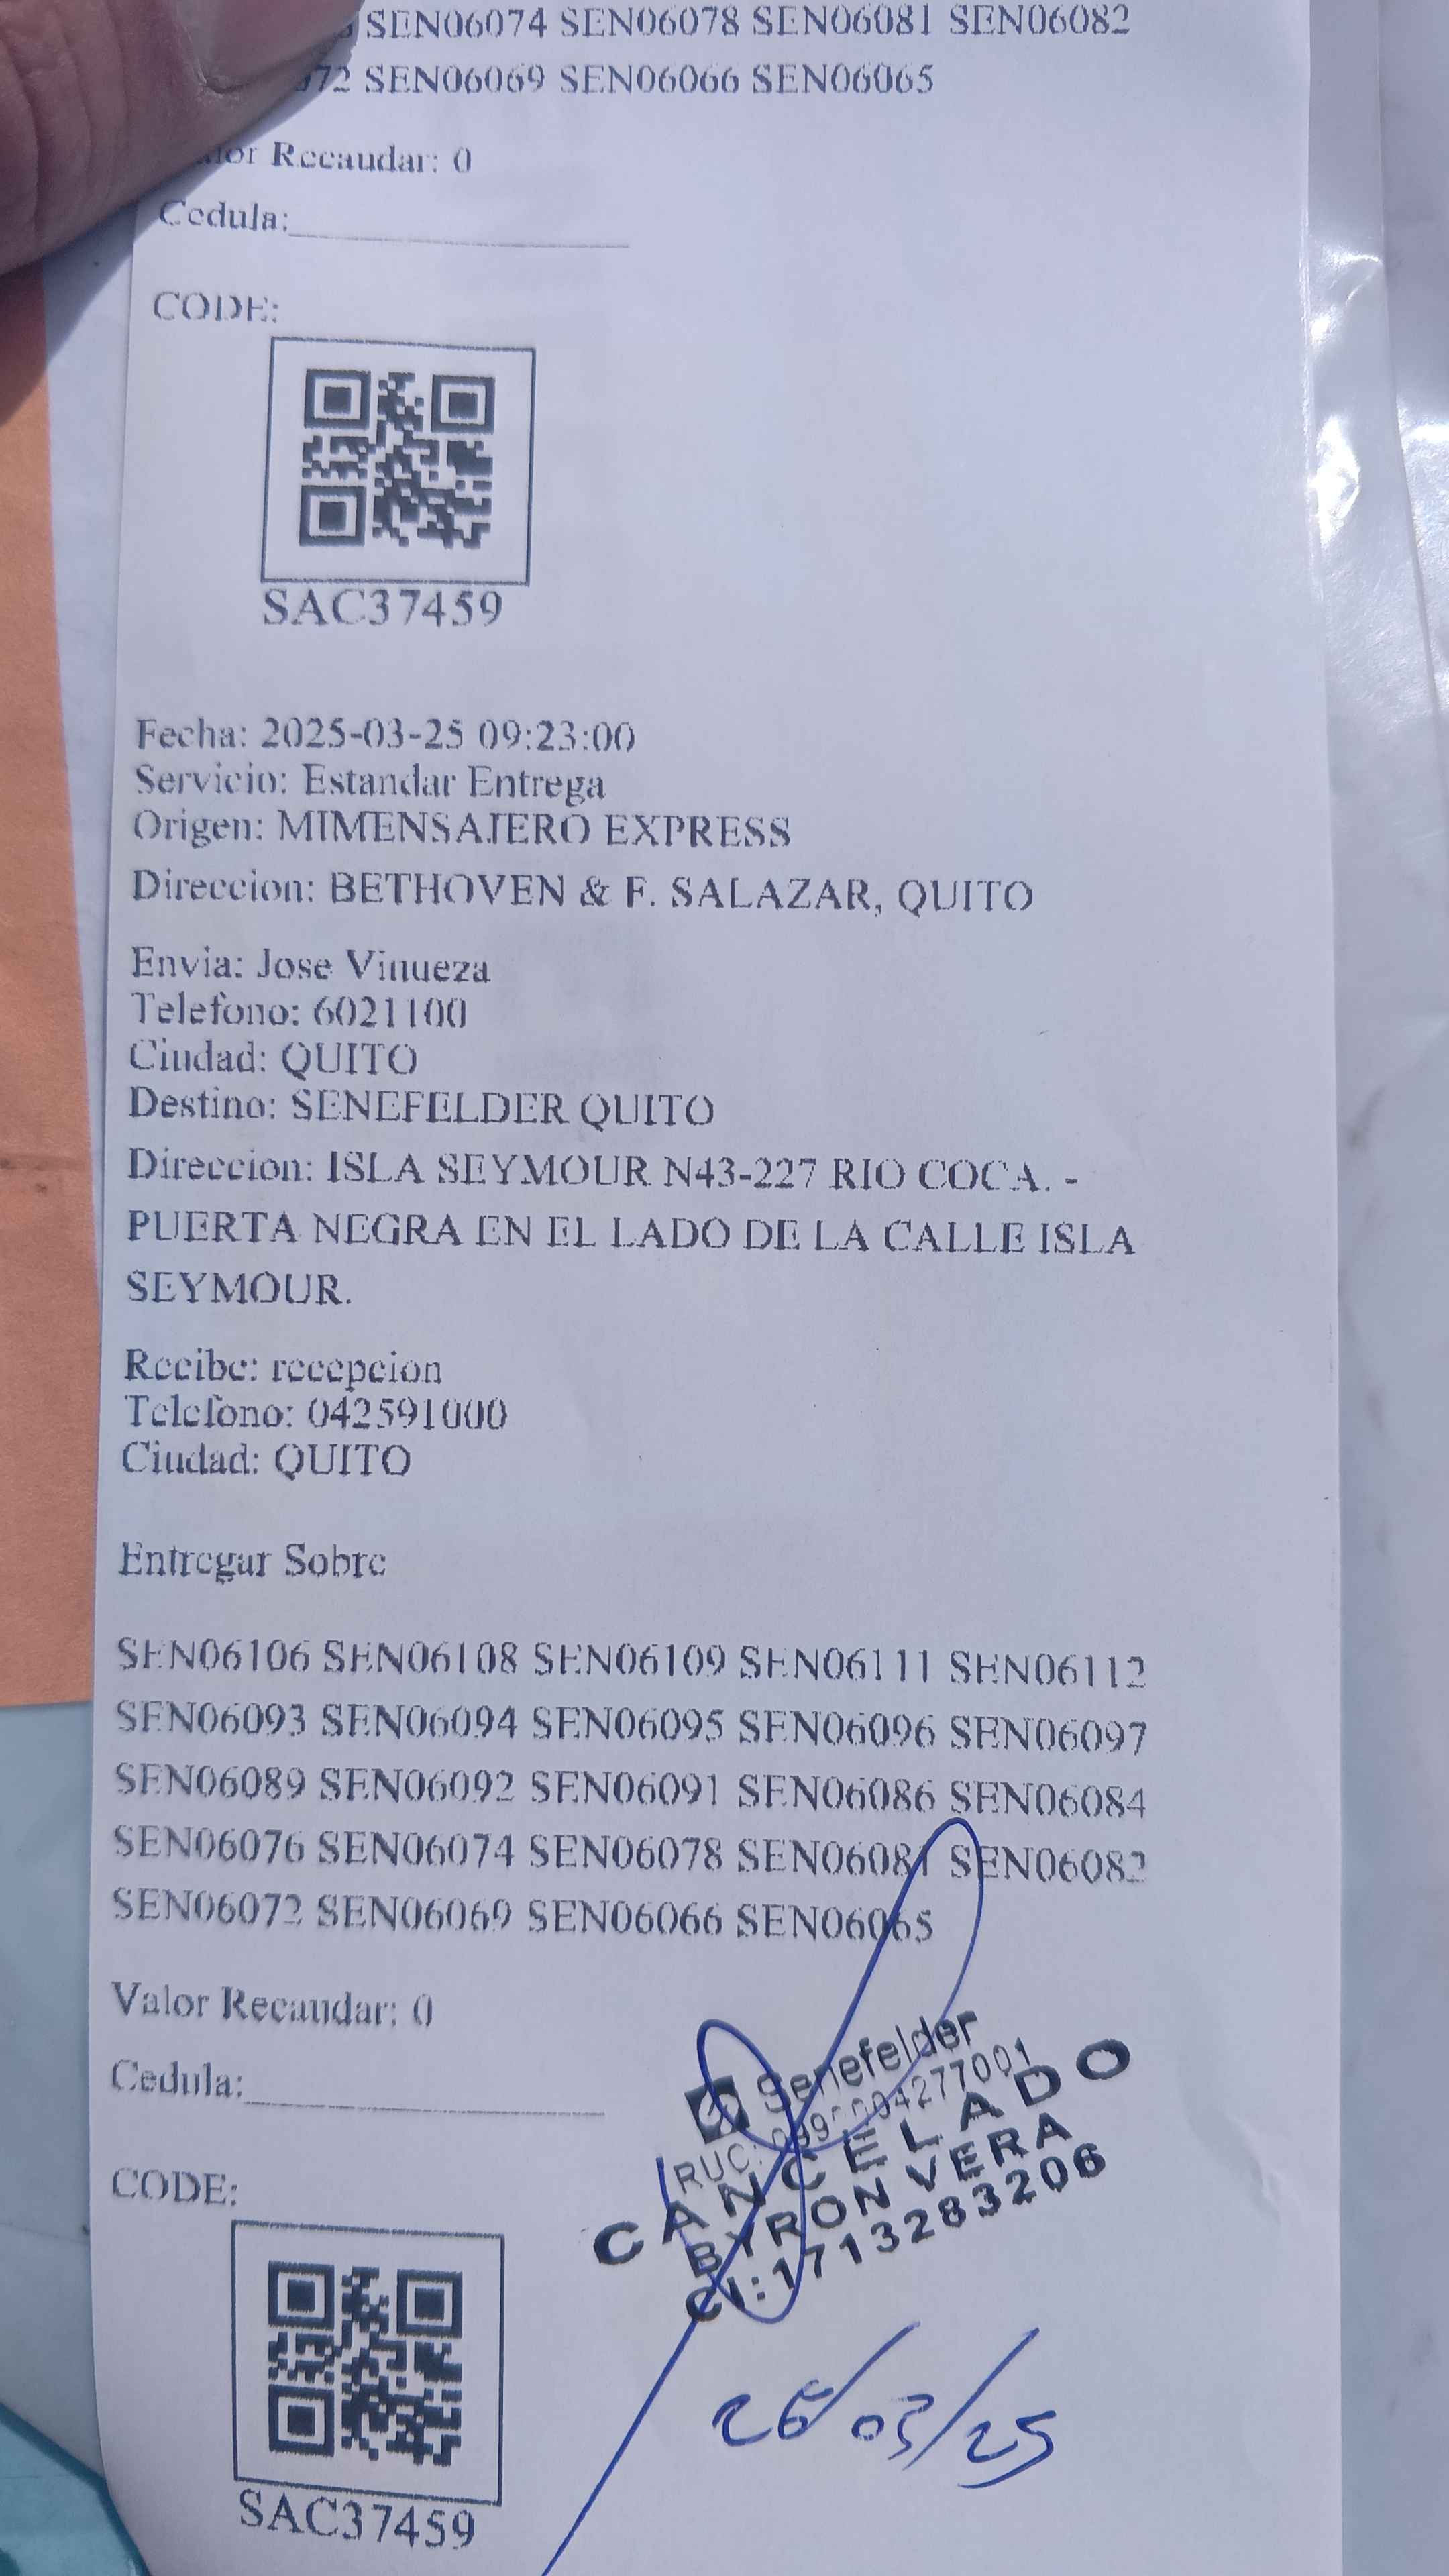 SEN06074 SEN06078 SEN06081 SEN06082
SEN06069 SEN06066 SEN06065
Recaudar: 0
Cedula:
CODE:
SAC37459
Fecha: 2025-03-25 09:23:00
Servicio: Estandar Entrega
Origen: MIMENSAJERO EXPRESS
Direccion: BETHOVEN & F. SALAZAR, QUITO
Envia: Jose Vinueza
Telefono: 6021100
Ciudad: QUITO
Destino: SENEFELDER QUITO
Direccion: ISLA SEYMOUR N43-227 RIO COCA. -
PUERTA NEGRA EN EL LADO DE LA CALLE ISLA
SEYMOUR.
Recibe: recepcion
Telefono: 042591000
Ciudad: QUITO
Entregar Sobre
SEN06106 SEN06108 SEN06109 SEN06111 SEN06112
SEN06093 SEN06094 SEN06095 SEN06096 SEN06097
SEN06089 SEN06092 SEN06091 SEN06086 SEN06084
SEN06076 SEN06074 SEN06078 SEN06081 SEN06082
SEN06072 SEN06069 SEN06066 SEN06065
Valor Recaudar: 0
Cedula:
Senefelder
RUC:
CANCELADO
BYRON VERA
CI:1713283206
CODE:
26/03/25
SAC37459